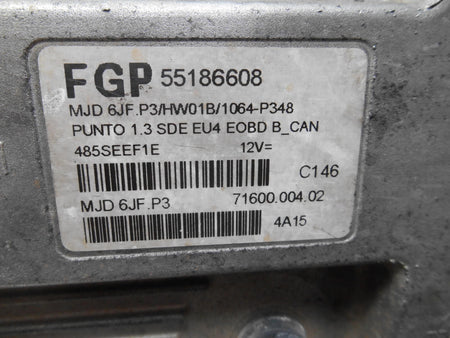 FGP 55186608
MJD 6JF.P3/HW01B/1064-P348
PUNTO 1.3 SDE EU4 EOBD B_CAN
485SEEF1E 12V=
C146
MJD 6JF.P3 71600.004.02
4A15